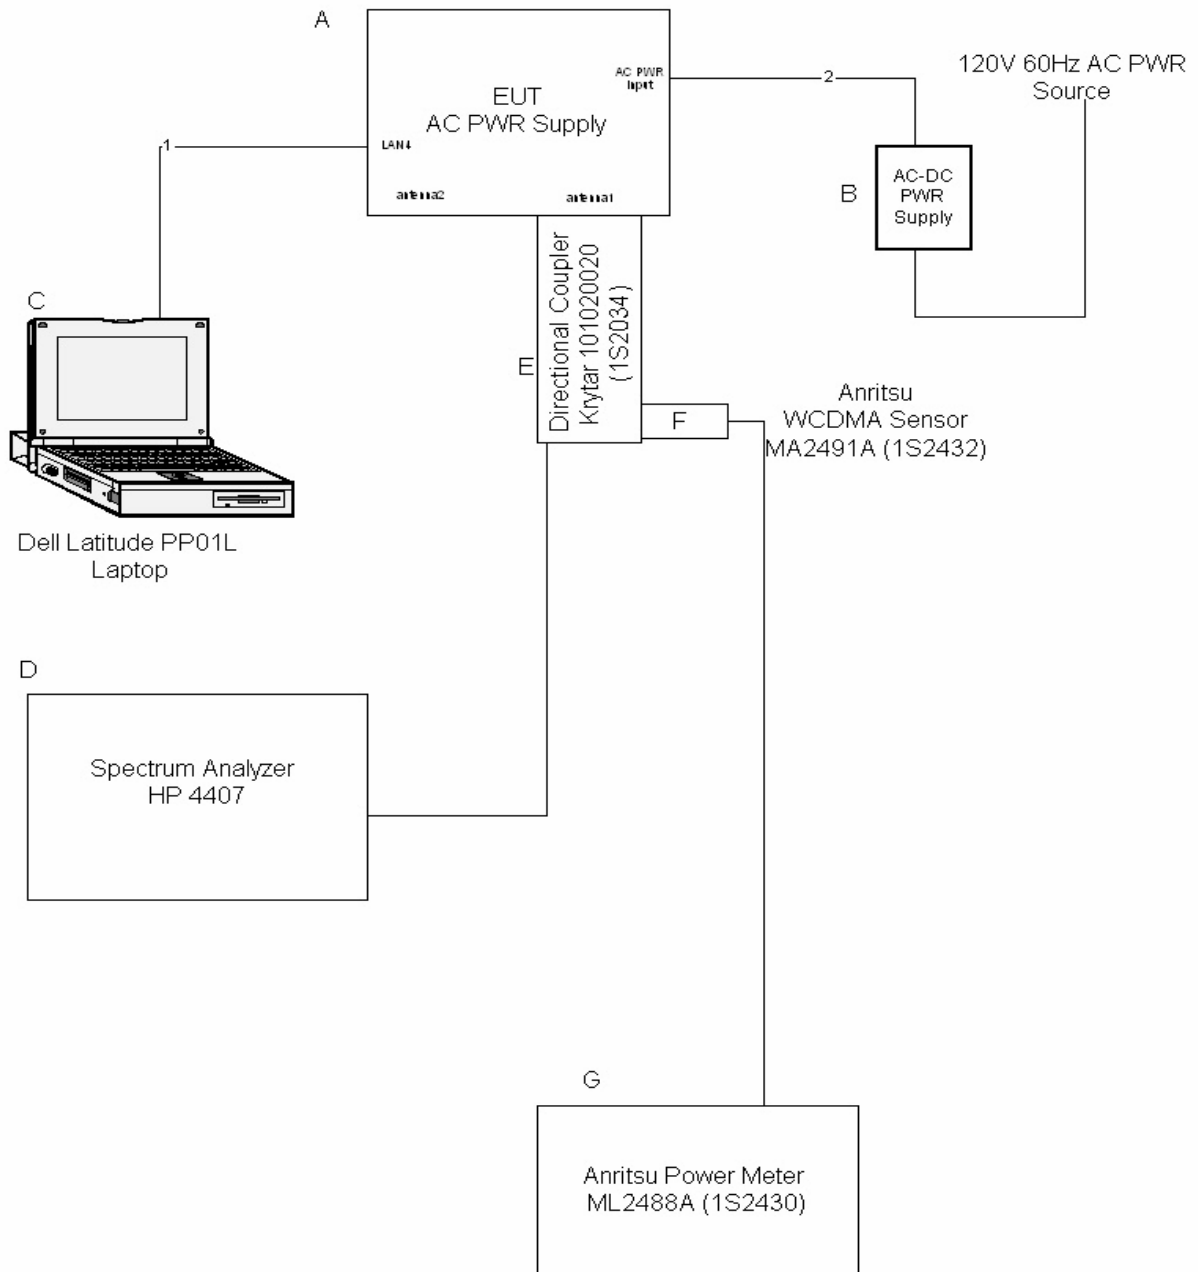 A
AC PWR
Input
2
120V 60Hz AC PWR
Source
EUT
AC PWR Supply
1
LAN4
antenna2
antenna1
B
AC-DC
PWR
Supply
C
E
Directional Coupler
Krytar 101020020
(1S2034)
F
Anritsu
WCDMA Sensor
MA2491A (1S2432)
Dell Latitude PP01L
Laptop
D
Spectrum Analyzer
HP 4407
G
Anritsu Power Meter
ML2488A (1S2430)